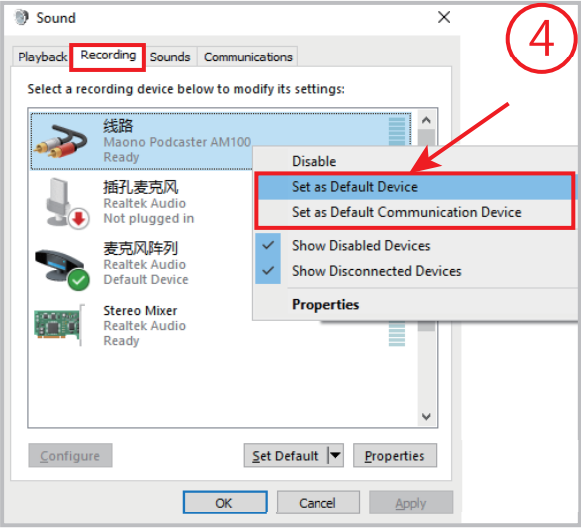 Sound
4
Playback Recording Sounds Communications
Select a recording device below to modify its settings:
线路
Maono Podcaster AM100
Ready
插孔麦克风
Realtek Audio
Not plugged in
麦克风阵列
Realtek Audio
Default Device
Stereo Mixer
Realtek Audio
Ready
Disable
Set as Default Device
Set as Default Communication Device
Show Disabled Devices
Show Disconnected Devices
Properties
Configure Set Default Properties
OK Cancel Apply